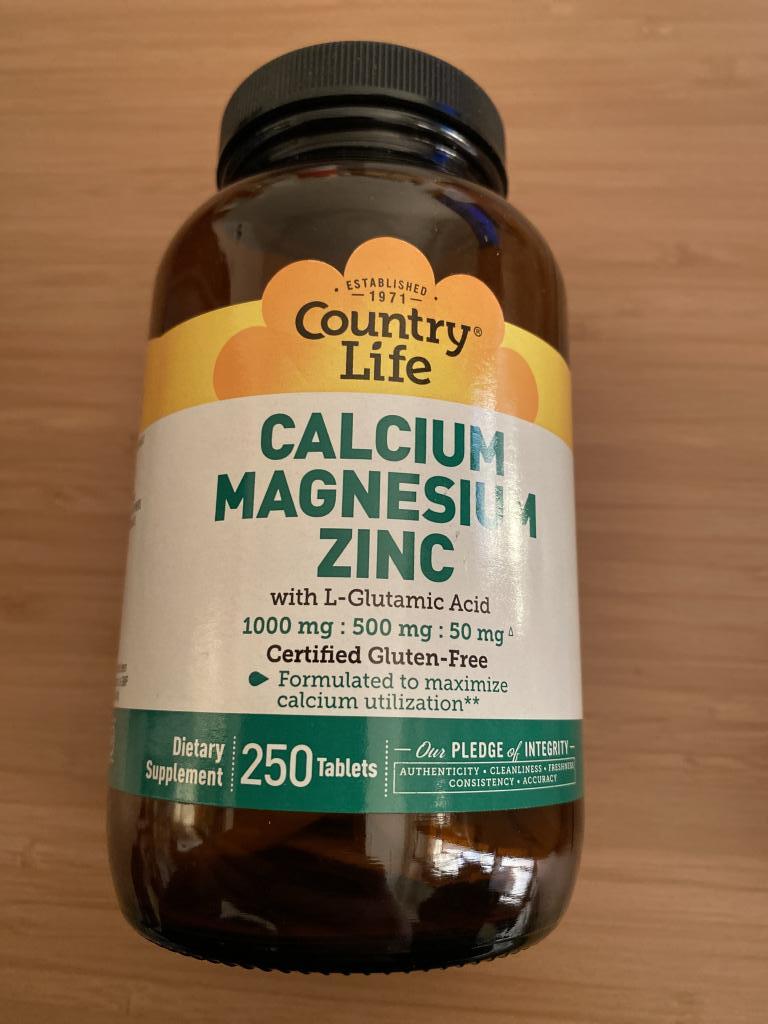 • ESTABLISHED •
—1971—
Country®
Life
CALCIUM
MAGNESIUM
ZINC
with L-Glutamic Acid
1000 mg : 500 mg : 50 mg Δ
Certified Gluten-Free
Formulated to maximize
calcium utilization**
Dietary
Supplement
250 Tablets
— Our PLEDGE of INTEGRITY —
AUTHENTICITY • CLEANLINESS • FRESHNESS
CONSISTENCY • ACCURACY